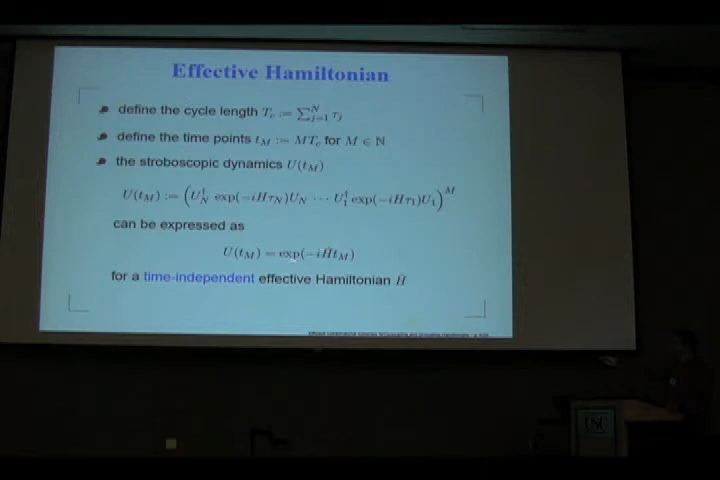 Effective Hamiltonian
define the cycle length T_c := ∑_{j=1}^{N} τ_j
define the time points t_M := MT_c for M ∈ ℕ
the stroboscopic dynamics U(t_M)
U(t_M) := (U_N^† exp(−iHτ_N)U_N ⋯ U_1^† exp(−iHτ_1)U_1)^M
can be expressed as
U(t_M) = exp(−iH̄t_M)
for a time-independent effective Hamiltonian H̄
USC